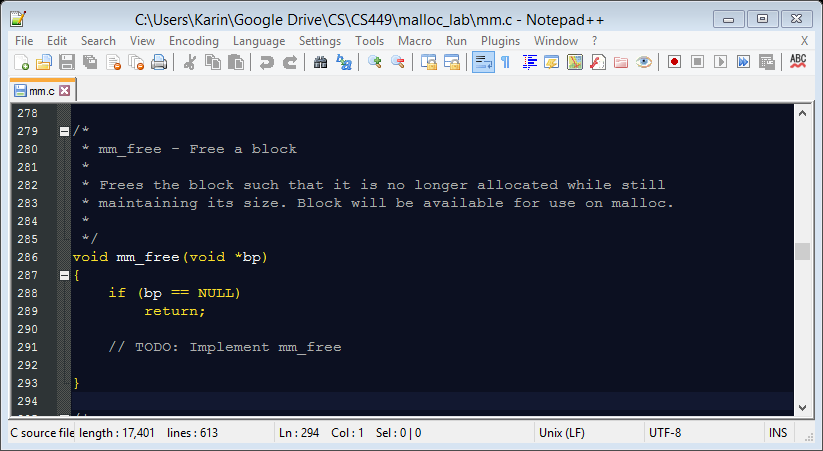 C:\Users\Karin\Google Drive\CS\CS449\malloc_lab\mm.c - Notepad++
File Edit Search View Encoding Language Settings Tools Macro Run Plugins Window ? X
ABC
mm.c
278
279 /*
280 * mm_free - Free a block
281 *
282 * Frees the block such that it is no longer allocated while still
283 * maintaining its size. Block will be available for use on malloc.
284 *
285 */
286 void mm_free(void *bp)
287 {
288 if (bp == NULL)
289 return;
290
291 // TODO: Implement mm_free
292
293 }
294
C source file length : 17,401 lines : 613 Ln : 294 Col : 1 Sel : 0 | 0 Unix (LF) UTF-8 INS